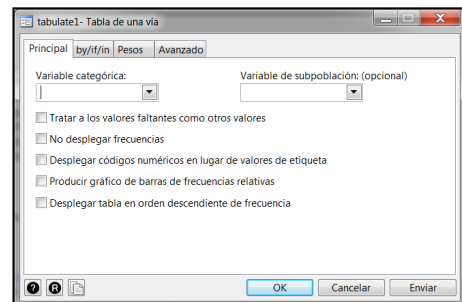 tabulate1- Tabla de una vía
Principal by/if/in Pesos Avanzado
Variable categórica: Variable de subpoblación: (opcional)
Tratar a los valores faltantes como otros valores
No desplegar frecuencias
Desplegar códigos numéricos en lugar de valores de etiqueta
Producir gráfico de barras de frecuencias relativas
Desplegar tabla en orden descendiente de frecuencia
? R OK Cancelar Enviar